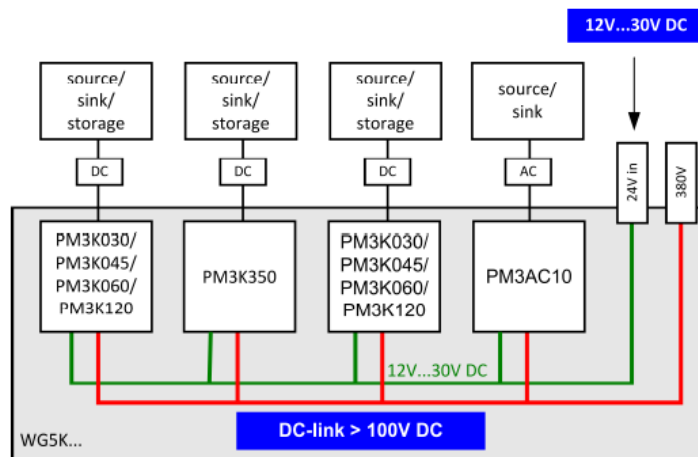 12V...30V DC
source/
sink/
storage
source/
sink/
storage
source/
sink/
storage
source/
sink
DC
DC
DC
AC
24V in
380V
PM3K030/
PM3K045/
PM3K060/
PM3K120
PM3K350
PM3K030/
PM3K045/
PM3K060/
PM3K120
PM3AC10
12V...30V DC
DC-link > 100V DC
WG5K...